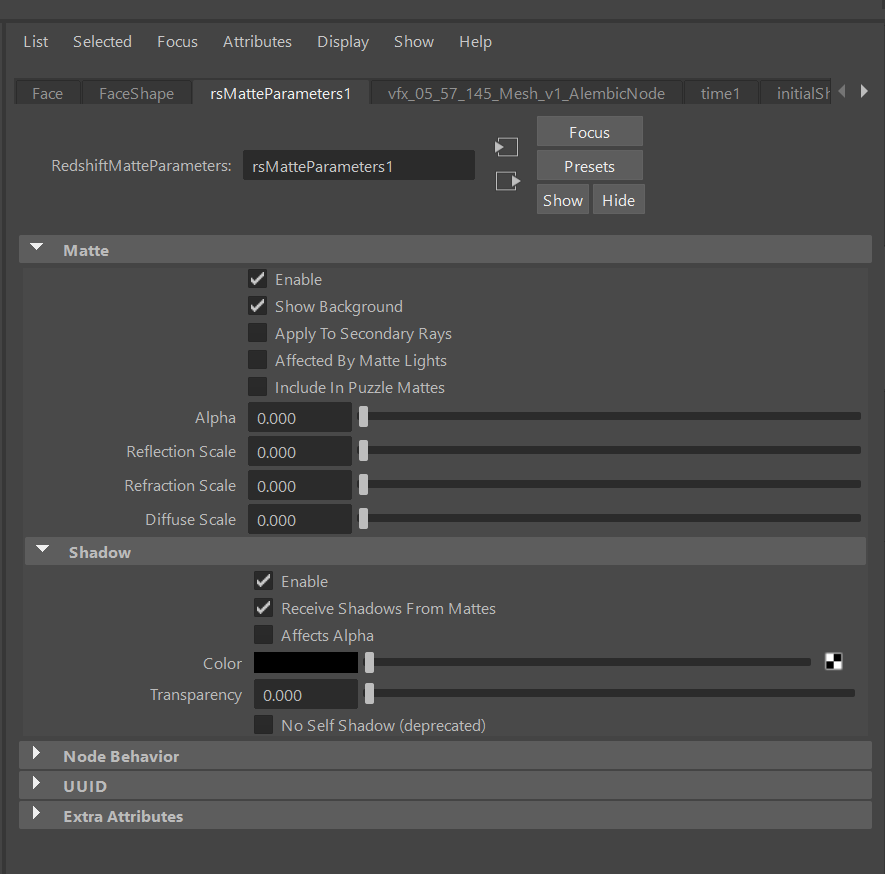 List Selected Focus Attributes Display Show Help
Face FaceShape rsMatteParameters1 vfx_05_57_145_Mesh_v1_AlembicNode time1 initialSh
Focus
RedshiftMatteParameters: rsMatteParameters1 Presets
Show Hide
Matte
Enable
Show Background
Apply To Secondary Rays
Affected By Matte Lights
Include In Puzzle Mattes
Alpha 0.000
Reflection Scale 0.000
Refraction Scale 0.000
Diffuse Scale 0.000
Shadow
Enable
Receive Shadows From Mattes
Affects Alpha
Color
Transparency 0.000
No Self Shadow (deprecated)
Node Behavior
UUID
Extra Attributes